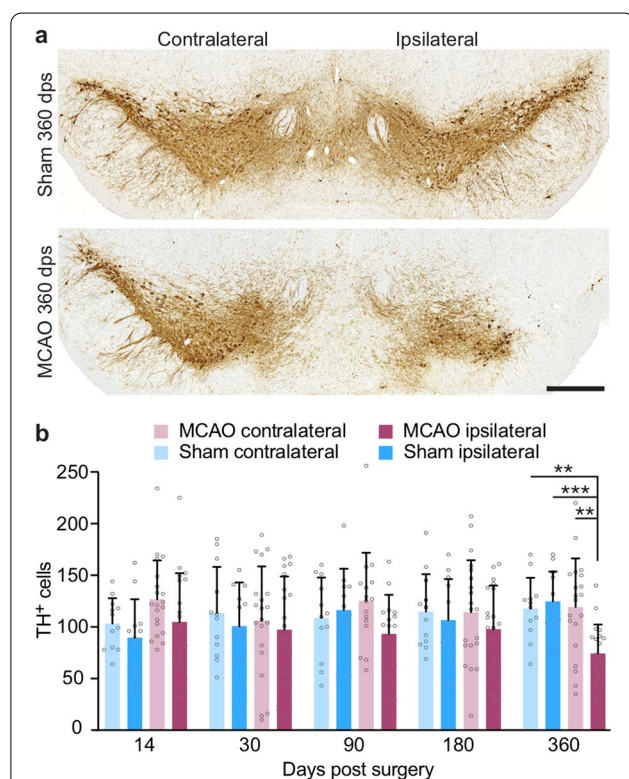 a
Contralateral Ipsilateral
Sham 360 dps
MCAO 360 dps
b
MCAO contralateral MCAO ipsilateral
Sham contralateral Sham ipsilateral
250
200
150
100
50
0
TH+ cells
**
***
**
14 30 90 180 360
Days post surgery